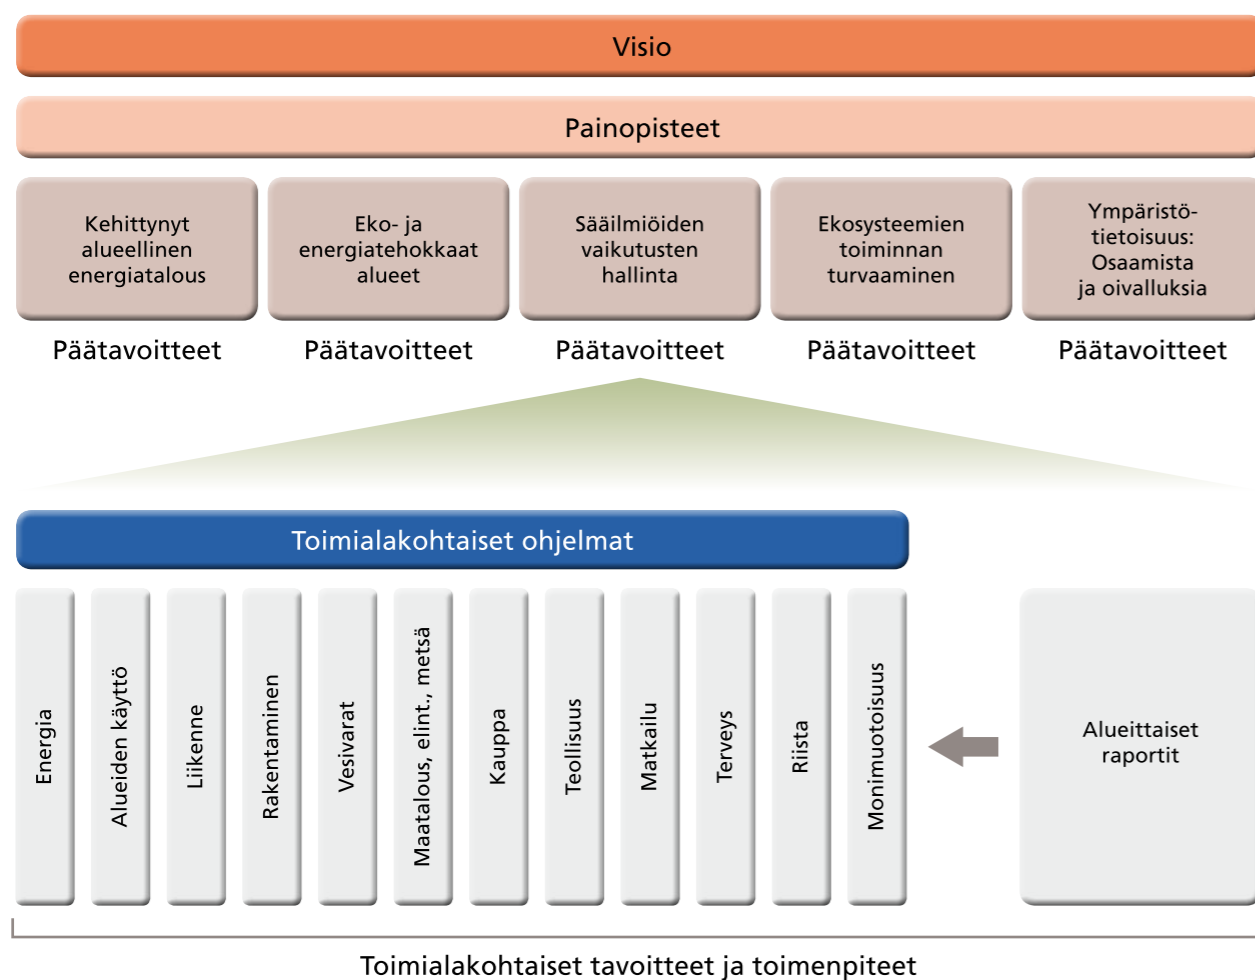 Visio
Painopisteet
Kehittynyt
alueellinen
energiatalous
Eko- ja
energiatehokkaat
alueet
Sääilmiöiden
vaikutusten
hallinta
Ekosysteemien
toiminnan
turvaaminen
Ympäristö-
tietoisuus:
Osaamista
ja oivalluksia
Päätavoitteet
Päätavoitteet
Päätavoitteet
Päätavoitteet
Päätavoitteet
Toimialakohtaiset ohjelmat
Energia
Alueiden käyttö
Liikenne
Rakentaminen
Vesivarat
Maatalous, elint., metsä
Kauppa
Teollisuus
Matkailu
Terveys
Riista
Monimuotoisuus
Alueittaiset
raportit
Toimialakohtaiset tavoitteet ja toimenpiteet